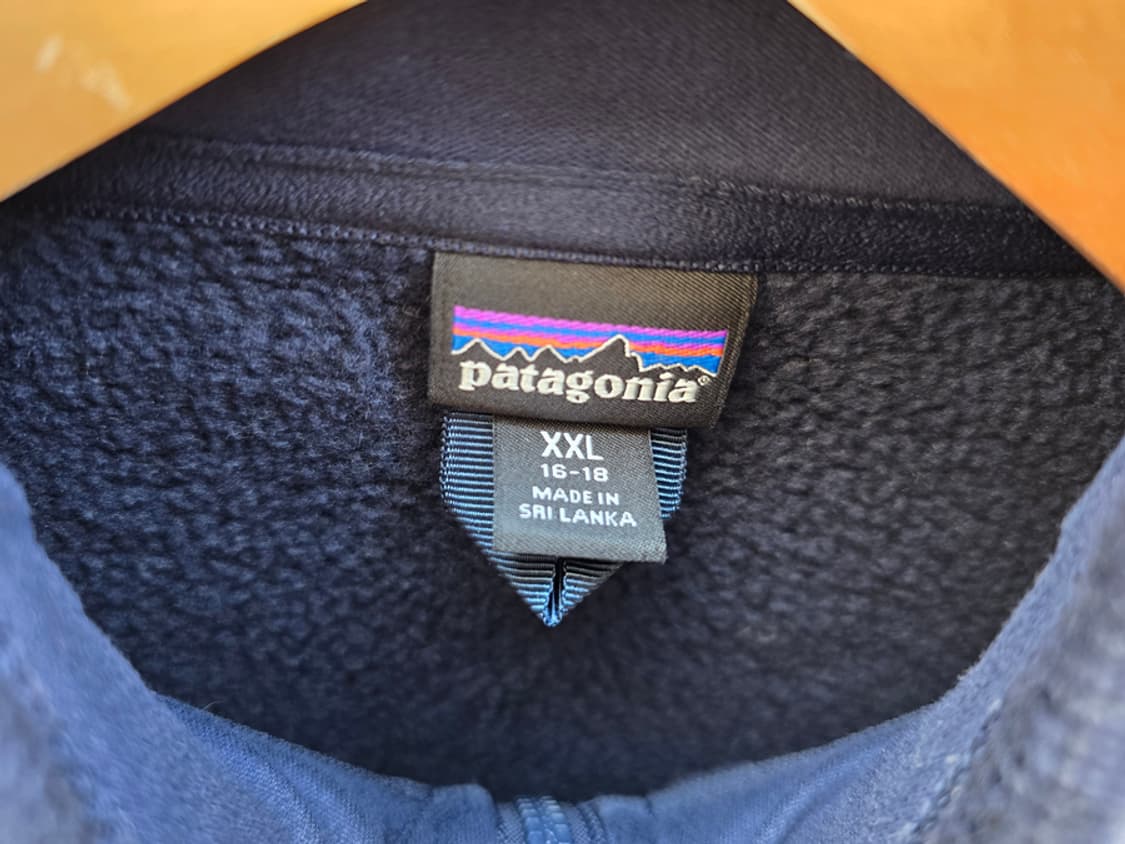 patagonia®
XXL
16-18
MADE IN
SRI LANKA